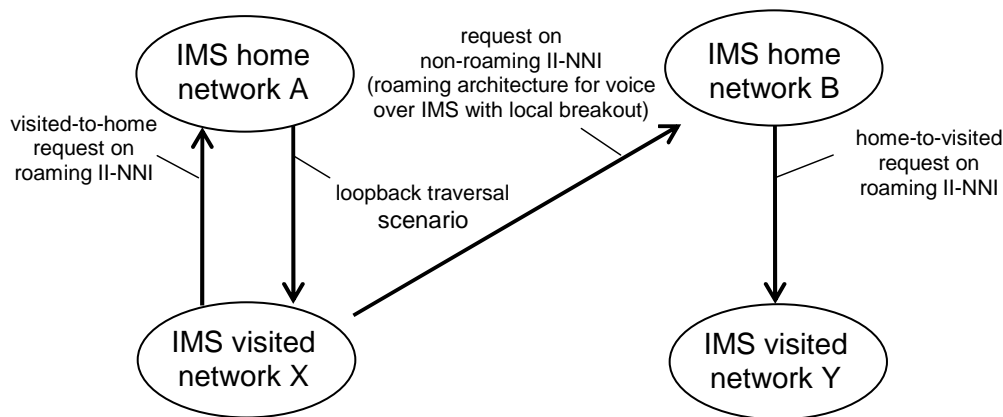 IMS home
network A
request on
non-roaming II-NNI
(roaming architecture for voice
over IMS with local breakout)
IMS home
network B
visited-to-home
request on
roaming II-NNI
loopback traversal
scenario
home-to-visited
request on
roaming II-NNI
IMS visited
network X
IMS visited
network Y